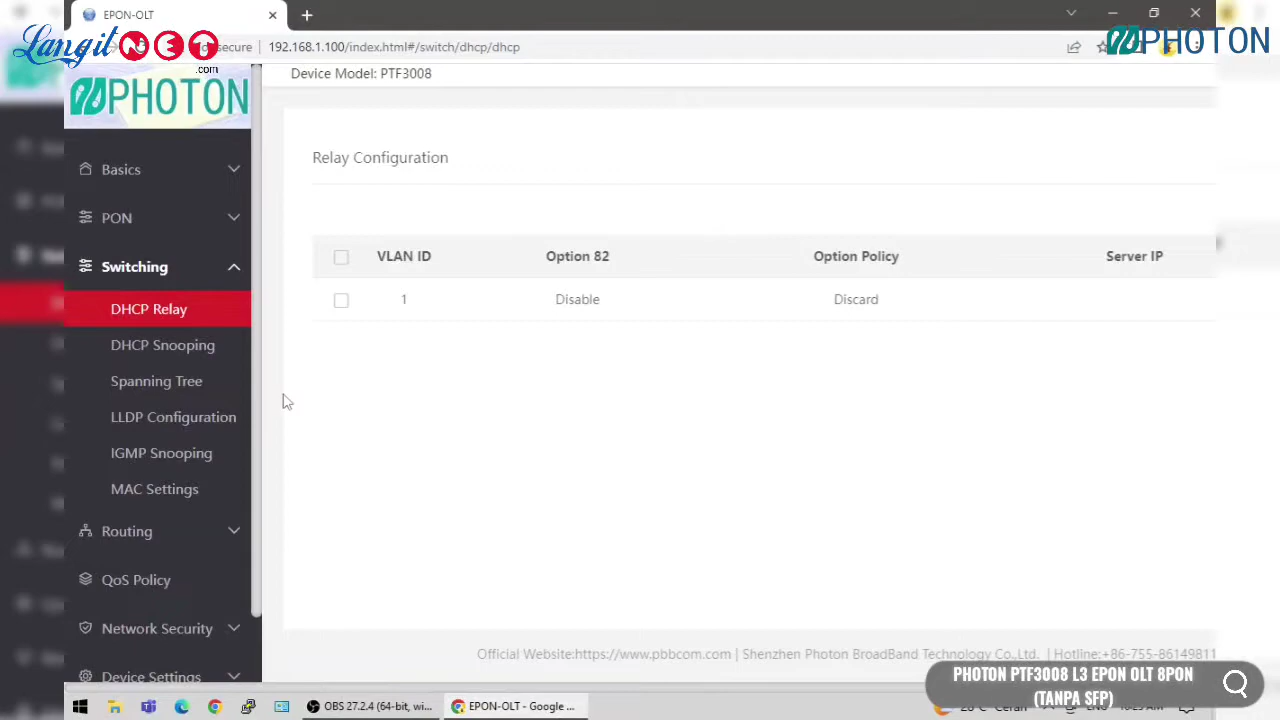 EPON-OLT
LangitNET
.com
secure
192.168.1.100/index.html#/switch/dhcp/dhcp
PHOTON
PHOTON
Device Model: PTF3008
Basics
PON
Switching
DHCP Relay
DHCP Snooping
Spanning Tree
LLDP Configuration
IGMP Snooping
MAC Settings
Routing
QoS Policy
Network Security
Device Settings
Relay Configuration
VLAN ID Option 82 Option Policy Server IP
1 Disable Discard
Official Website:https://www.pbbcom.com | Shenzhen Photon BroadBand Technology Co.,Ltd. | Hotline:+86-755-86149811
PHOTON PTF3008 L3 EPON OLT 8PON
(TANPA SFP)
OBS 27.2.4 (64-bit, wi...
EPON-OLT - Google ...